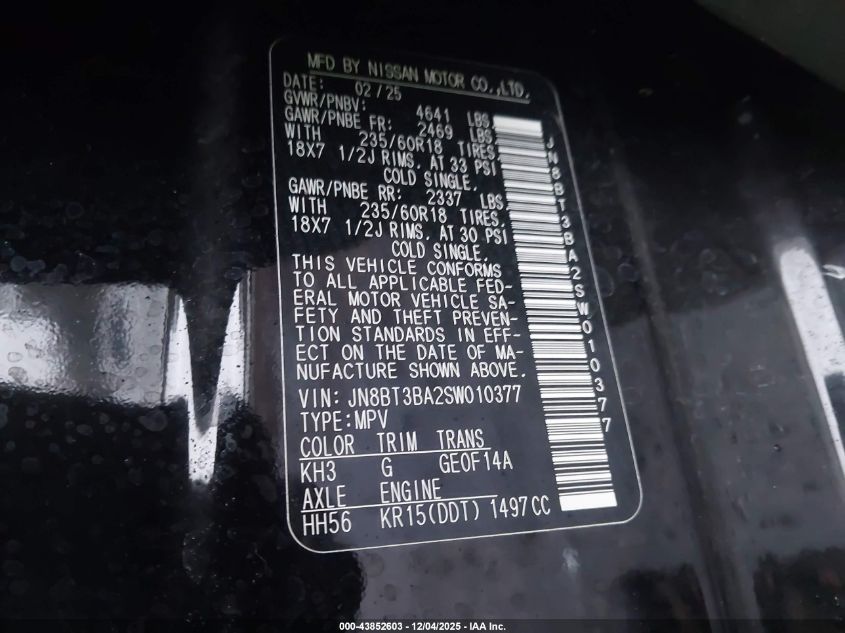 MFD BY NISSAN MOTOR CO.,LTD.
DATE: 02/25
GVWR/PNBV: 4641 LBS
GAWR/PNBE FR: 2469 LBS
WITH 235/60R18 TIRES,
18X7 1/2J RIMS, AT 33 PSI
COLD SINGLE.
GAWR/PNBE RR: 2337 LBS
WITH 235/60R18 TIRES,
18X7 1/2J RIMS, AT 30 PSI
COLD SINGLE.
THIS VEHICLE CONFORMS
TO ALL APPLICABLE FED-
ERAL MOTOR VEHICLE SA-
FETY AND THEFT PREVEN-
TION STANDARDS IN EFF-
ECT ON THE DATE OF MA-
NUFACTURE SHOWN ABOVE.
VIN: JN8BT3BA2SW010377
TYPE:MPV
COLOR TRIM TRANS
KH3 G GE0F14A
AXLE ENGINE
HH56 KR15(DDT) 1497CC
JN8BT3BA2SW010377
000-43852603 - 12/04/2025 - IAA Inc.